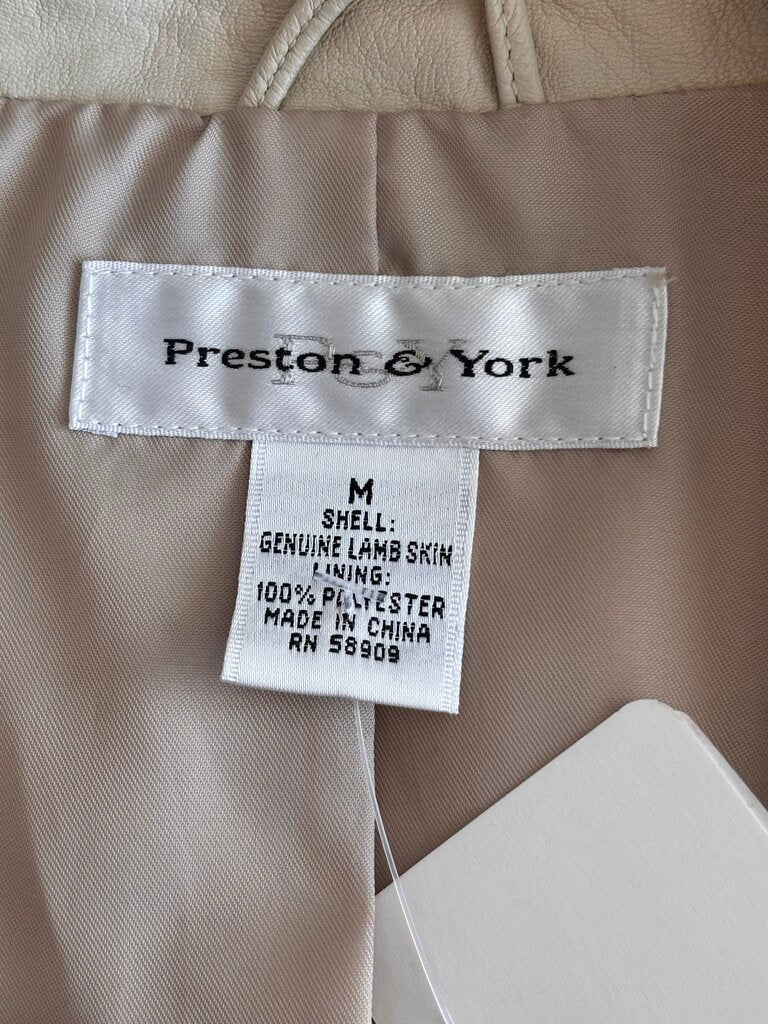 Preston & York
M
SHELL:
GENUINE LAMB SKIN
LINING:
100% POLYESTER
MADE IN CHINA
RN 58909